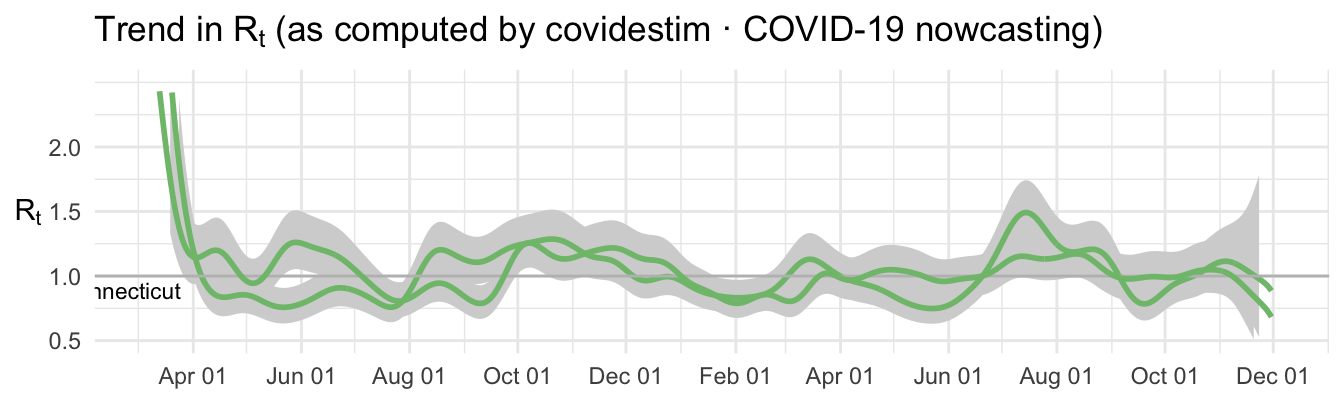 Trend in Rt (as computed by covidestim · COVID-19 nowcasting)
2.0
Rt 1.5
1.0
nnecticut
0.5
Apr 01 Jun 01 Aug 01 Oct 01 Dec 01 Feb 01 Apr 01 Jun 01 Aug 01 Oct 01 Dec 01